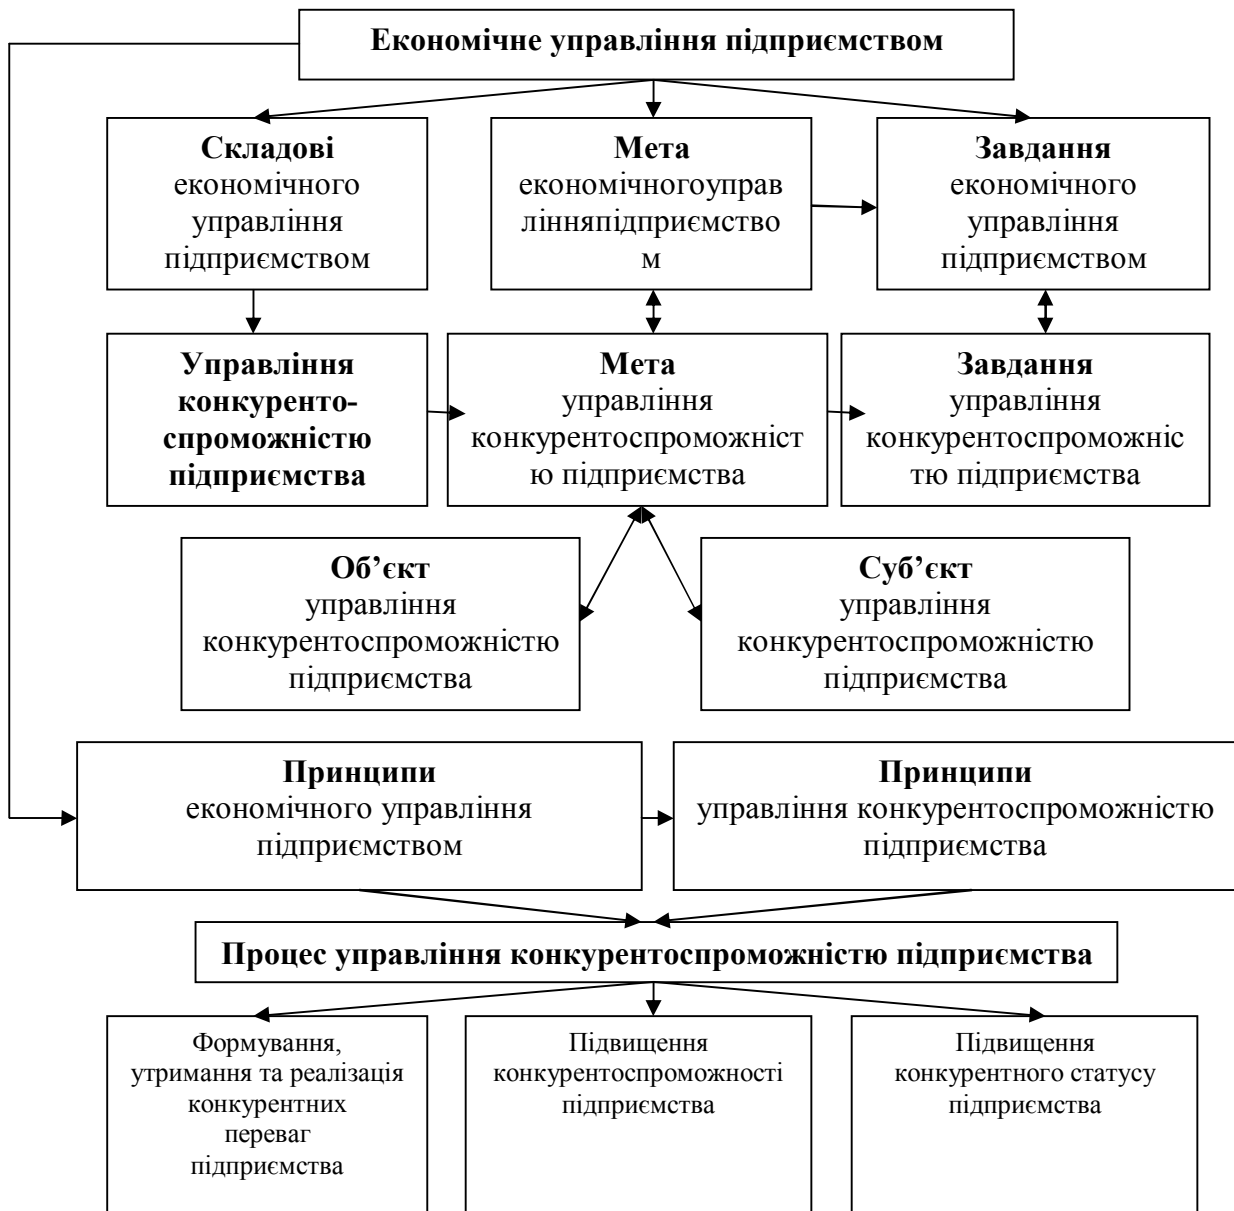 Економічне управління підприємством
Складові
економічного
управління
підприємством
Мета
економічногоуправ
лінняпідприємство
м
Завдання
економічного
управління
підприємством
Управління
конкуренто-
спроможністю
підприємства
Мета
управління
конкурентоспроможніст
ю підприємства
Завдання
управління
конкурентоспроможніс
тю підприємства
Об’єкт
управління
конкурентоспроможністю
підприємства
Суб’єкт
управління
конкурентоспроможністю
підприємства
Принципи
економічного управління
підприємством
Принципи
управління конкурентоспроможністю
підприємства
Процес управління конкурентоспроможністю підприємства
Формування,
утримання та реалізація
конкурентних
переваг
підприємства
Підвищення
конкурентоспроможності
підприємства
Підвищення
конкурентного статусу
підприємства